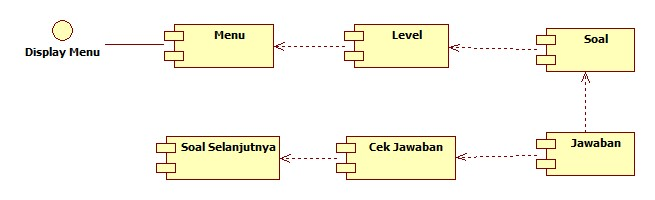 Display Menu
Menu
Level
Soal
Soal Selanjutnya
Cek Jawaban
Jawaban